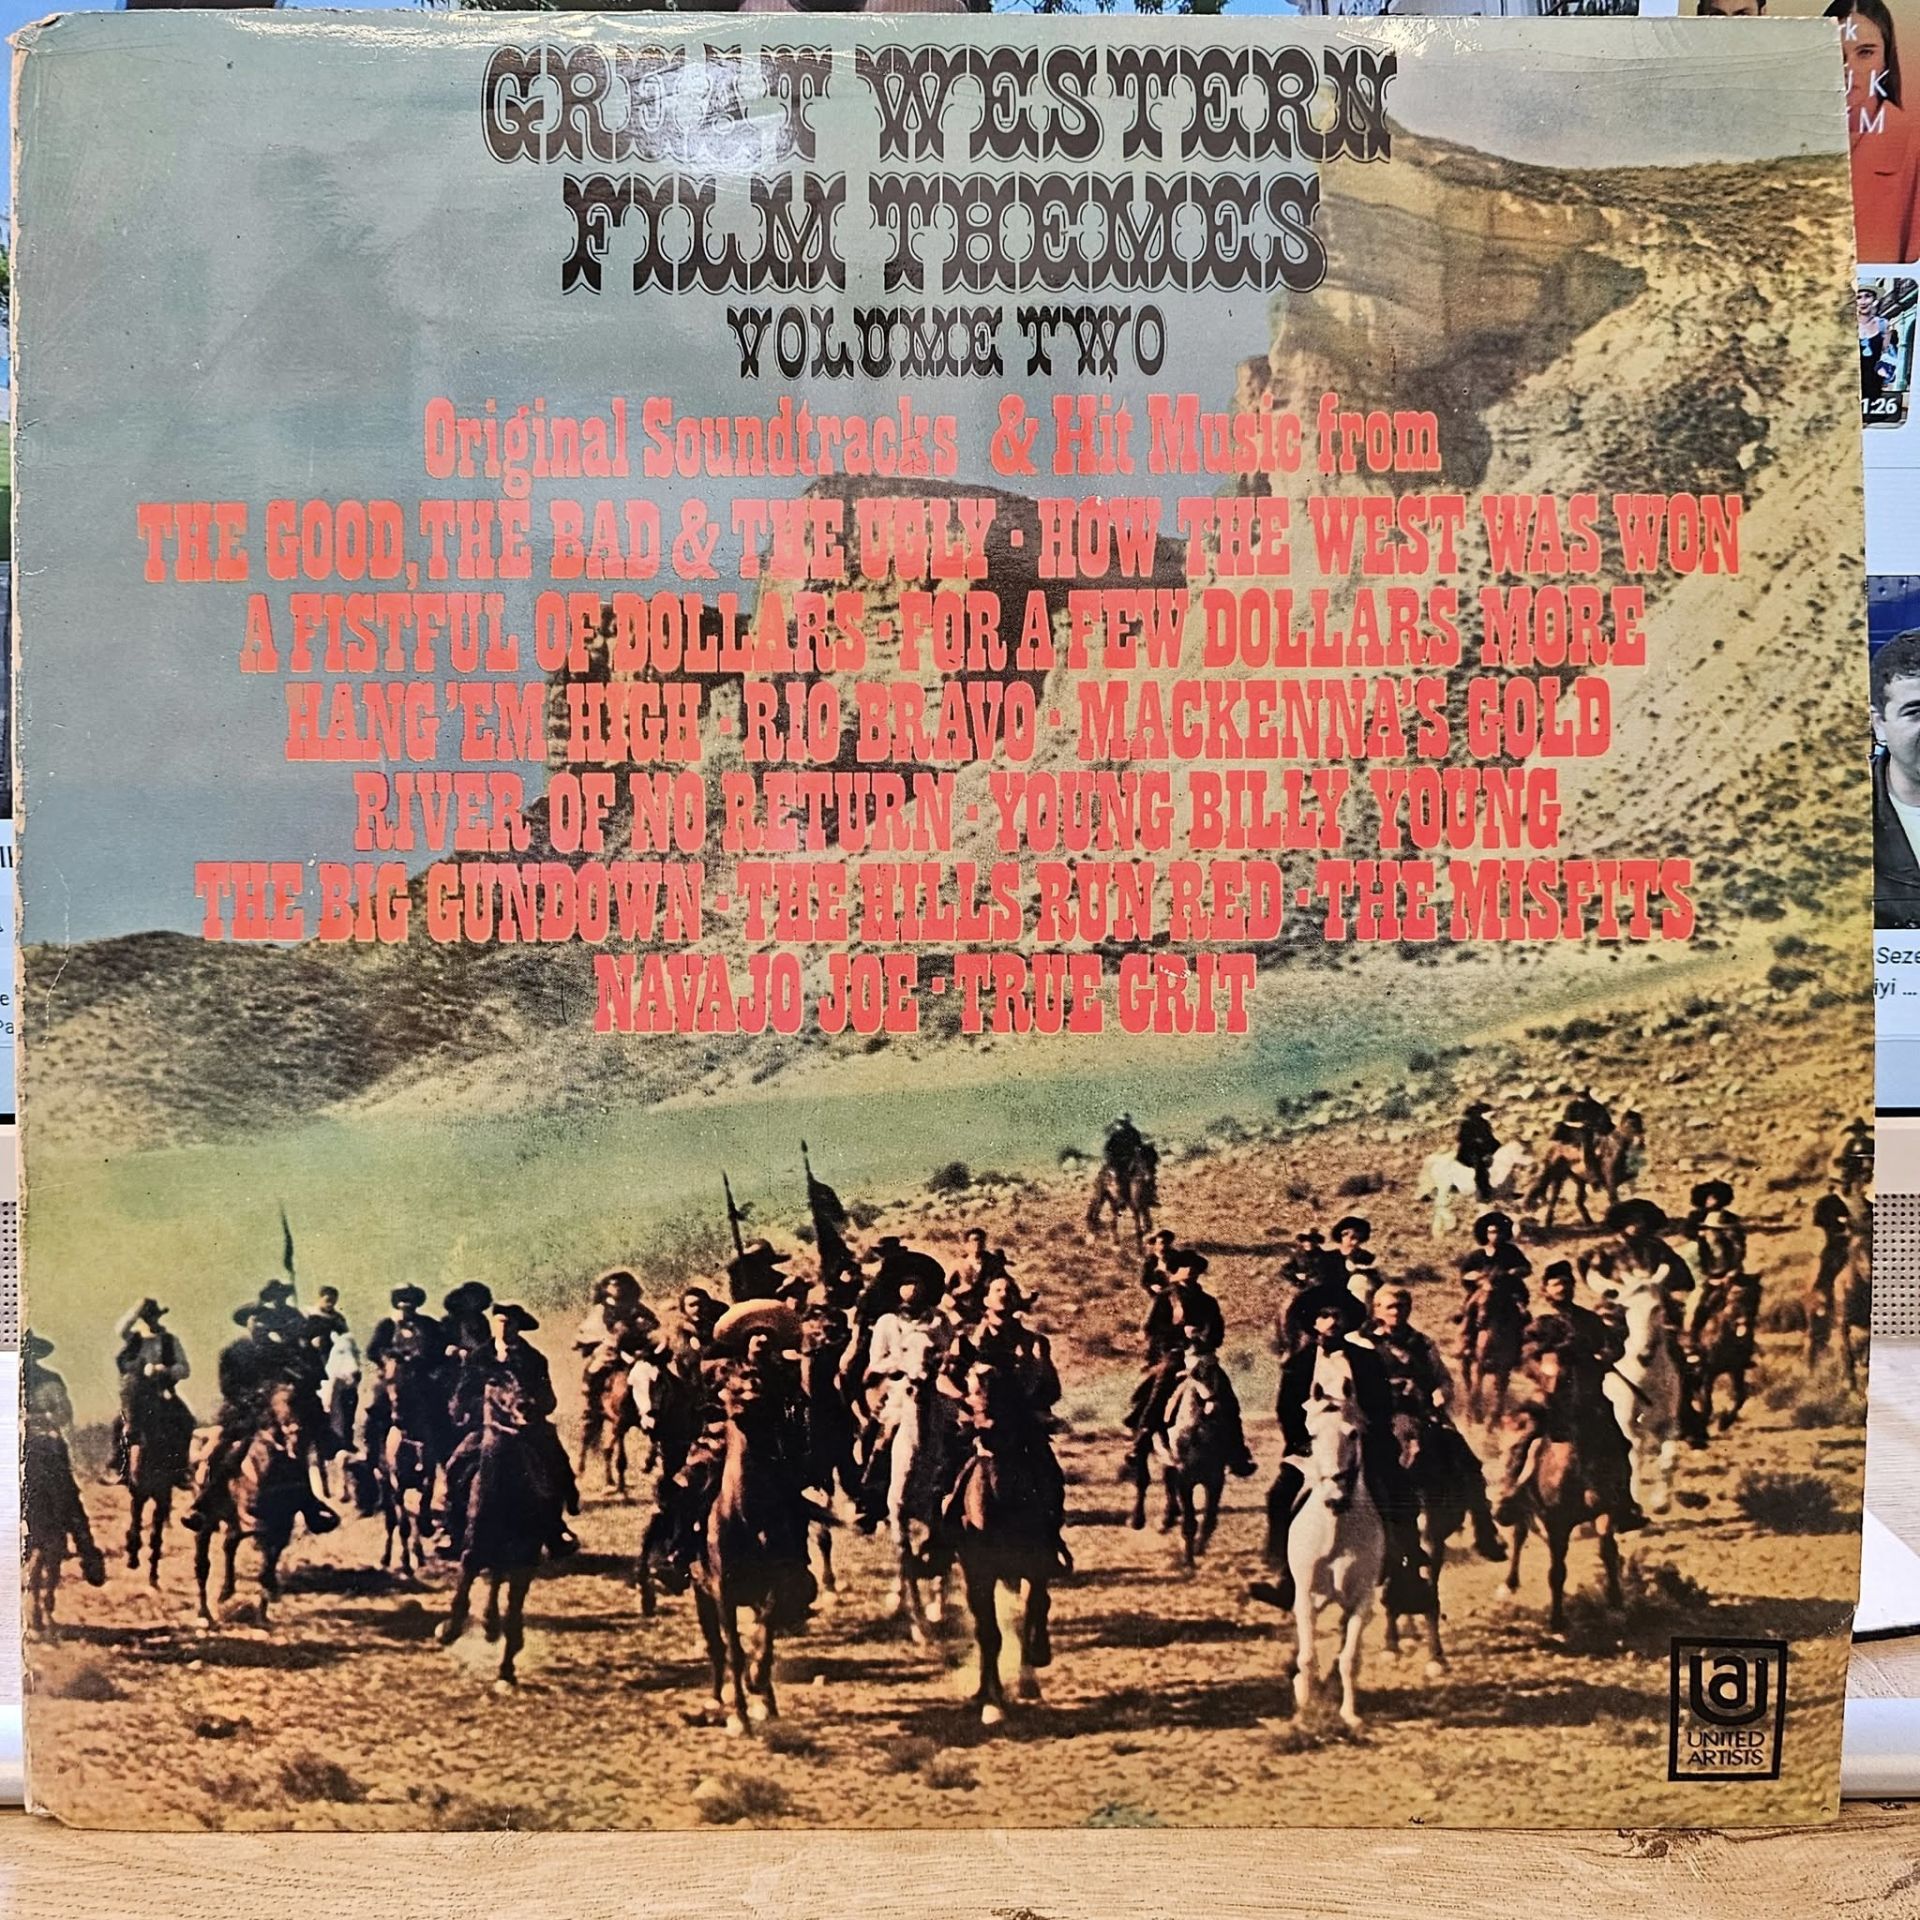 GREAT WESTERN
FILM THEMES
VOLUME TWO
Original Soundtracks & Hit Music from
THE GOOD, THE BAD & THE UGLY · HOW THE WEST WAS WON
A FISTFUL OF DOLLARS · FOR A FEW DOLLARS MORE
HANG 'EM HIGH · RIO BRAVO · MACKENNA'S GOLD
RIVER OF NO RETURN · YOUNG BILLY YOUNG
THE BIG GUNDOWN · THE HILLS RUN RED · THE MISFITS
NAVAJO JOE · TRUE GRIT
UA
UNITED
ARTISTS
1:26